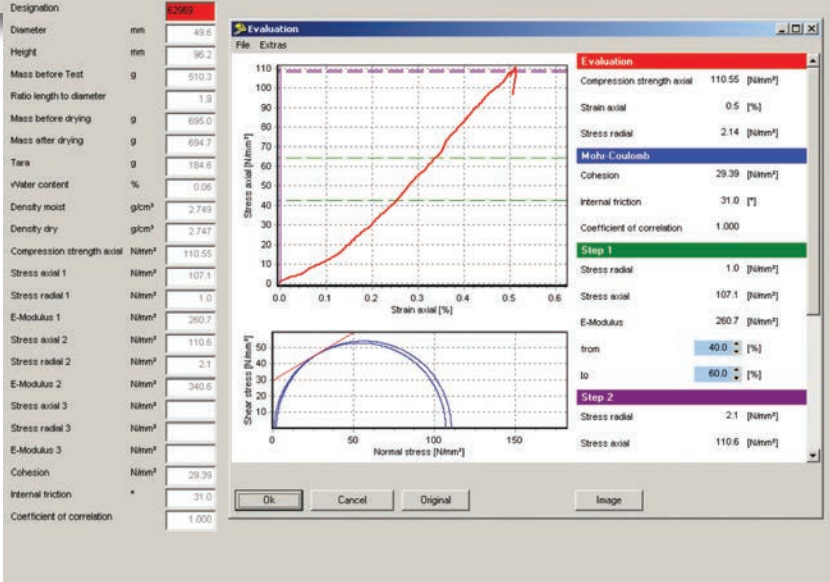 Designation 62969
Diameter mm 49.6
Height mm 96.2
Mass before Test g 510.3
Ratio length to diameter 1.9
Mass before drying g 695.0
Mass after drying g 694.7
Tara g 184.6
Water content % 0.06
Density moist g/cm³ 2.749
Density dry g/cm³ 2.747
Compression strength axial N/mm² 110.55
Stress axial 1 N/mm² 107.1
Stress radial 1 N/mm² 1.0
E-Modulus 1 N/mm² 260.7
Stress axial 2 N/mm² 110.6
Stress radial 2 N/mm² 2.1
E-Modulus 2 N/mm² 340.6
Stress axial 3 N/mm²
Stress radial 3 N/mm²
E-Modulus 3 N/mm²
Cohesion N/mm² 29.39
Internal friction ° 31.0
Coefficient of correlation 1.000
Evaluation
File Extras
110
100
90
80
70
60
50
40
30
20
10
0
Stress axial [N/mm²]
0.0 0.1 0.2 0.3 0.4 0.5 0.6
Strain axial [%]
50
40
30
20
10
Shear stress [N/mm²]
0 50 100 150
Normal stress [N/mm²]
Evaluation
Compression strength axial 110.55 [N/mm²]
Strain axial 0.5 [%]
Stress radial 2.14 [N/mm²]
Mohr-Coulomb
Cohesion 29.39 [N/mm²]
Internal friction 31.0 [°]
Coefficient of correlation 1.000
Step 1
Stress radial 1.0 [N/mm²]
Stress axial 107.1 [N/mm²]
E-Modulus 260.7 [N/mm²]
from 40.0 [%]
to 60.0 [%]
Step 2
Stress radial 2.1 [N/mm²]
Stress axial 110.6 [N/mm²]
Ok Cancel Original Image